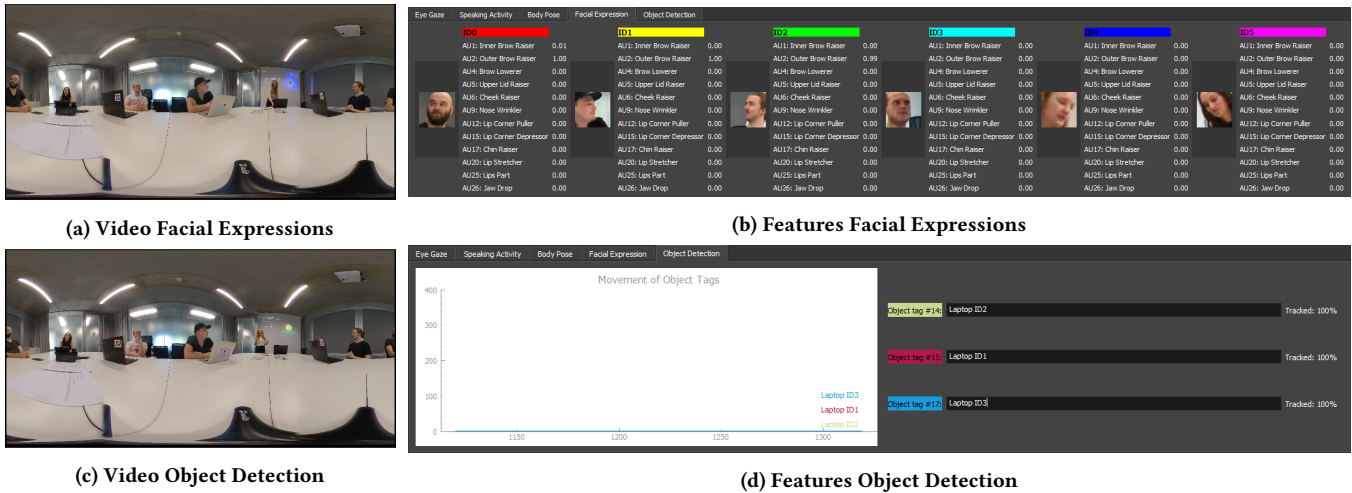 Eye Gaze Speaking Activity Body Pose Facial Expression Object Detection
ID0 ID1 ID2 ID3 ID4 ID5
AU1: Inner Brow Raiser 0.01 AU1: Inner Brow Raiser 0.00 AU1: Inner Brow Raiser 0.00 AU1: Inner Brow Raiser 0.00 AU1: Inner Brow Raiser 0.00 AU1: Inner Brow Raiser 0.00
AU2: Outer Brow Raiser 1.00 AU2: Outer Brow Raiser 1.00 AU2: Outer Brow Raiser 0.99 AU2: Outer Brow Raiser 0.00 AU2: Outer Brow Raiser 0.00 AU2: Outer Brow Raiser 0.00
AU4: Brow Lowerer 0.00 AU4: Brow Lowerer 0.00 AU4: Brow Lowerer 0.00 AU4: Brow Lowerer 0.00 AU4: Brow Lowerer 0.00 AU4: Brow Lowerer 0.00
AU5: Upper Lid Raiser 0.00 AU5: Upper Lid Raiser 0.00 AU5: Upper Lid Raiser 0.00 AU5: Upper Lid Raiser 0.00 AU5: Upper Lid Raiser 0.00 AU5: Upper Lid Raiser 0.00
AU6: Cheek Raiser 0.00 AU6: Cheek Raiser 0.00 AU6: Cheek Raiser 0.00 AU6: Cheek Raiser 0.00 AU6: Cheek Raiser 0.00 AU6: Cheek Raiser 0.00
AU9: Nose Wrinkler 0.00 AU9: Nose Wrinkler 0.00 AU9: Nose Wrinkler 0.00 AU9: Nose Wrinkler 0.00 AU9: Nose Wrinkler 0.00 AU9: Nose Wrinkler 0.00
AU12: Lip Corner Puller 0.00 AU12: Lip Corner Puller 0.00 AU12: Lip Corner Puller 0.00 AU12: Lip Corner Puller 0.00 AU12: Lip Corner Puller 0.00 AU12: Lip Corner Puller 0.00
AU15: Lip Corner Depressor 0.00 AU15: Lip Corner Depressor 0.00 AU15: Lip Corner Depressor 0.00 AU15: Lip Corner Depressor 0.00 AU15: Lip Corner Depressor 0.00 AU15: Lip Corner Depressor 0.00
AU17: Chin Raiser 0.00 AU17: Chin Raiser 0.00 AU17: Chin Raiser 0.00 AU17: Chin Raiser 0.00 AU17: Chin Raiser 0.00 AU17: Chin Raiser 0.00
AU20: Lip Stretcher 0.00 AU20: Lip Stretcher 0.00 AU20: Lip Stretcher 0.00 AU20: Lip Stretcher 0.00 AU20: Lip Stretcher 0.00 AU20: Lip Stretcher 0.00
AU25: Lips Part 0.00 AU25: Lips Part 0.00 AU25: Lips Part 0.00 AU25: Lips Part 0.00 AU25: Lips Part 0.00 AU25: Lips Part 0.00
AU26: Jaw Drop 0.00 AU26: Jaw Drop 0.00 AU26: Jaw Drop 0.00 AU26: Jaw Drop 0.00 AU26: Jaw Drop 0.00 AU26: Jaw Drop 0.00
(a) Video Facial Expressions
(b) Features Facial Expressions
Eye Gaze Speaking Activity Body Pose Facial Expression Object Detection
Movement of Object Tags
400
300
200
100
0
1150 1200 1250 1300
Laptop ID3
Laptop ID1
Laptop ID2
Object tag #14: Laptop ID2 Tracked: 100%
Object tag #15: Laptop ID1 Tracked: 100%
Object tag #17: Laptop ID3 Tracked: 100%
(c) Video Object Detection
(d) Features Object Detection